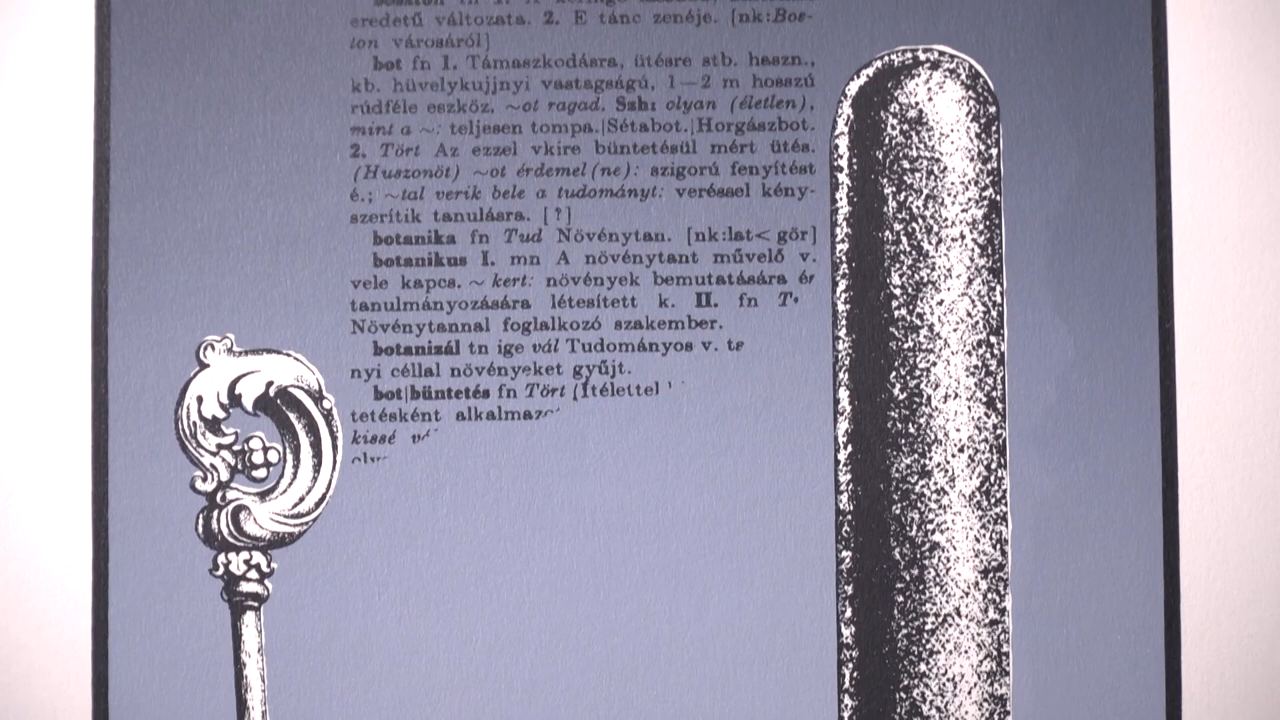 eredetű változata. 2. E tánc zenéje. [nk:Bos-
ton városáról]
bot fn 1. Támaszkodásra, ütésre stb. haszn.,
kb. hüvelykujjnyi vastagságú, 1—2 m hosszú
rúdféle eszköz. ~ot ragad. Szh: olyan (életlen),
mint a ~: teljesen tompa.|Sétabot.|Horgászbot.
2. Tört Az ezzel vkire büntetésül mért ütés.
(Huszonöt) ~ot érdemel(ne): szigorú fenyítést
é.; ~tal verik bele a tudományt: veréssel kény-
szerítik tanulásra. [?]
botanika fn Tud Növénytan. [nk:lat< gör]
botanikus I. mn A növénytant művelő v.
vele kapcs. ~ kert: növények bemutatására és
tanulmányozására létesített k. II. fn
Növénytannal foglalkozó szakember.
botanizál tn ige vál Tudományos v.
nyi céllal növényeket gyűjt.
bot|büntetés fn Tört (Ítélettel
tetésként
kissé